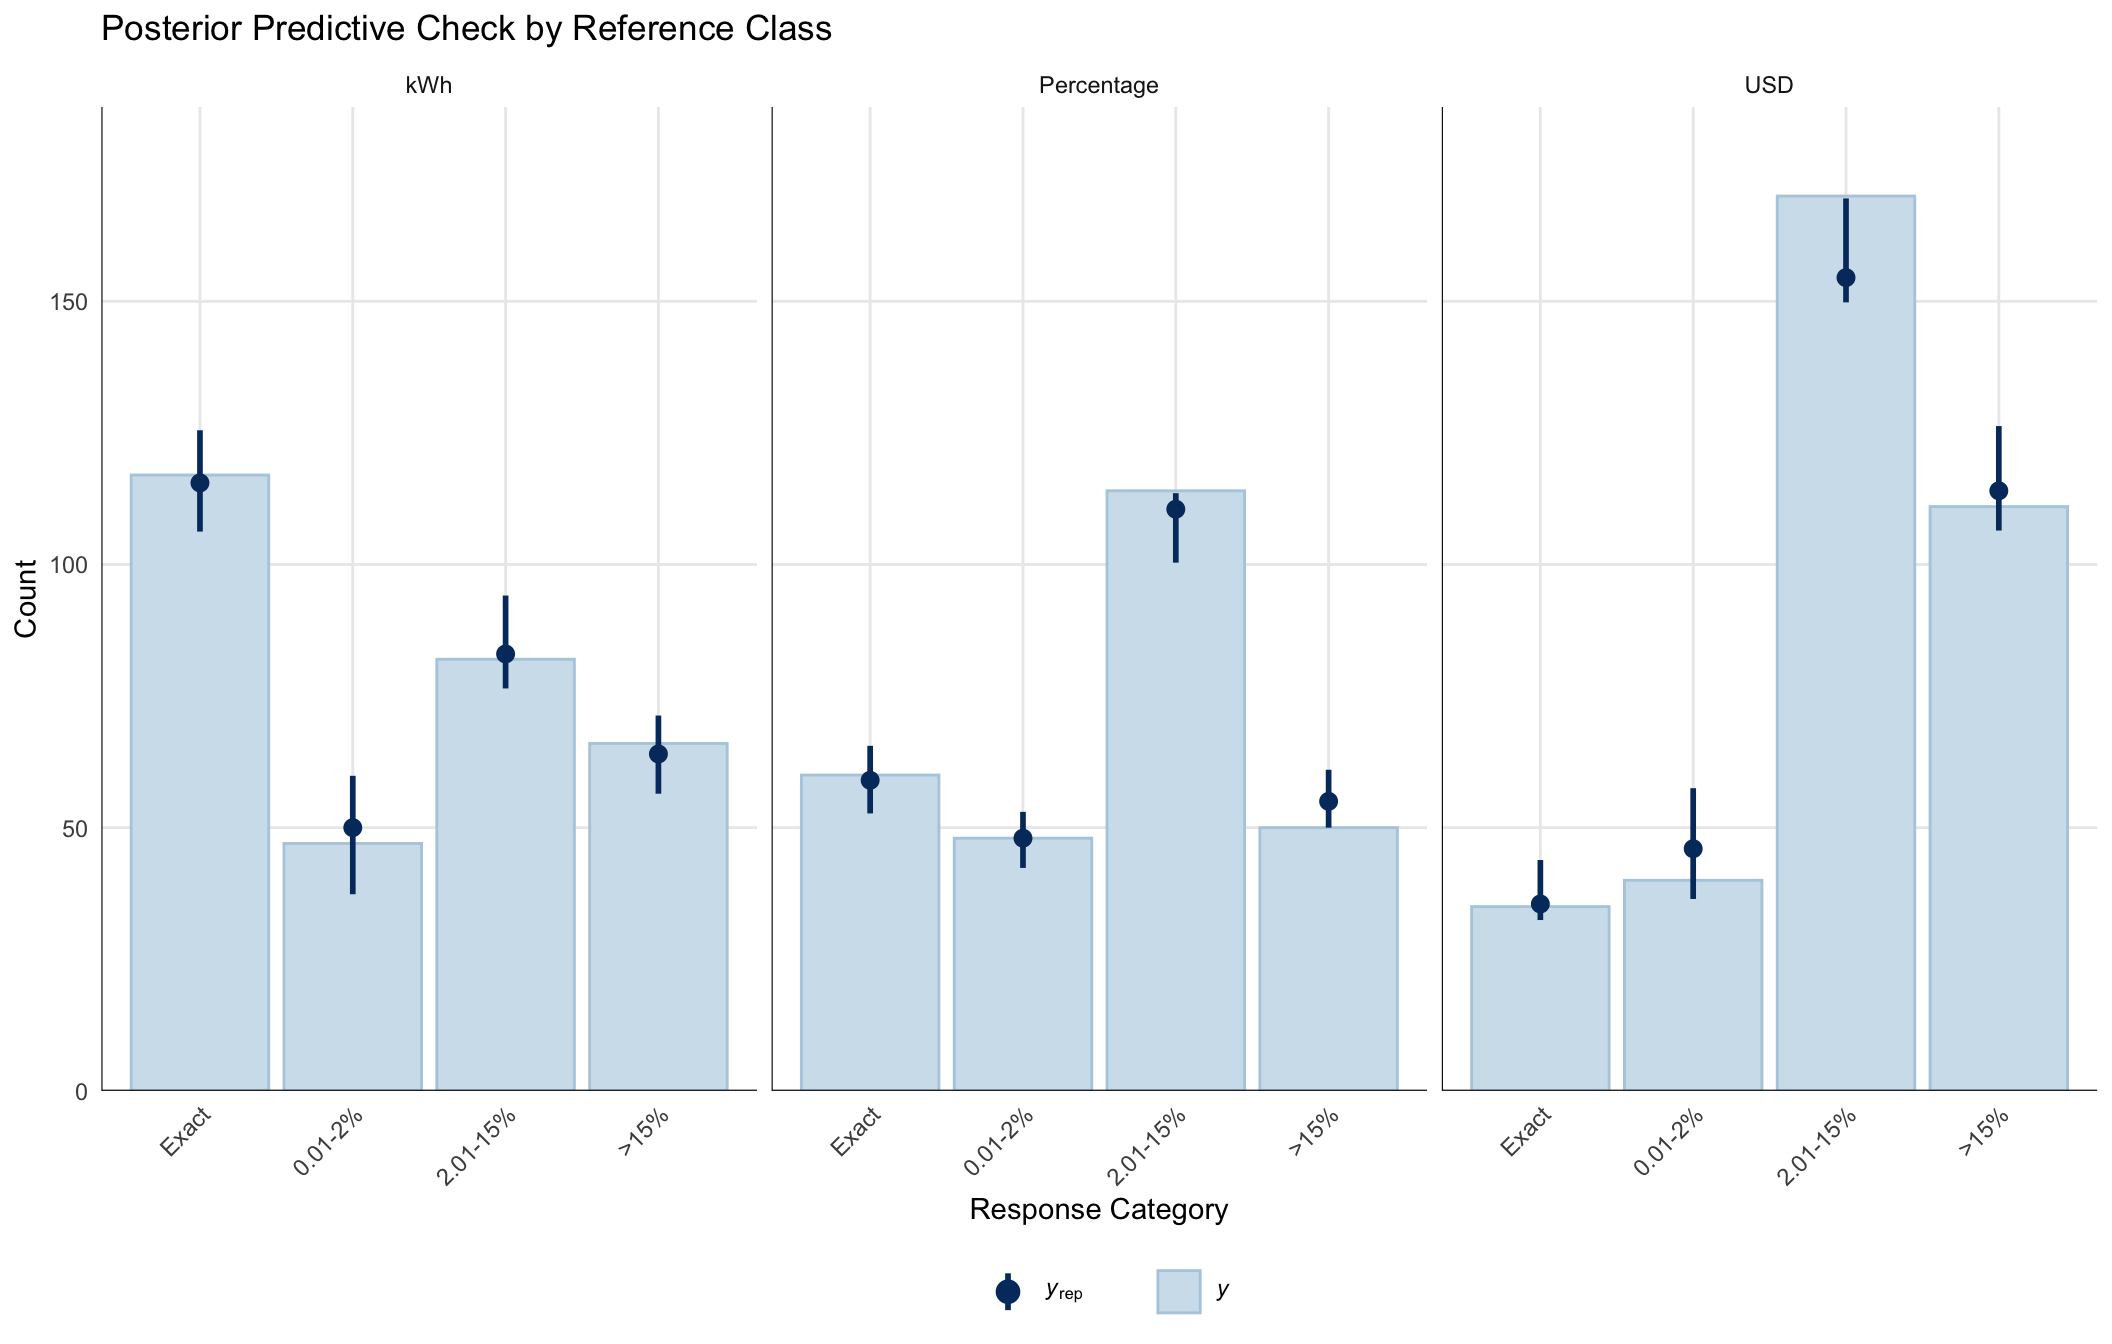 Posterior Predictive Check by Reference Class
kWh
Percentage
USD
Count
150
100
50
0
Exact
0.01-2%
2.01-15%
>15%
Exact
0.01-2%
2.01-15%
>15%
Exact
0.01-2%
2.01-15%
>15%
Response Category
yrep
y